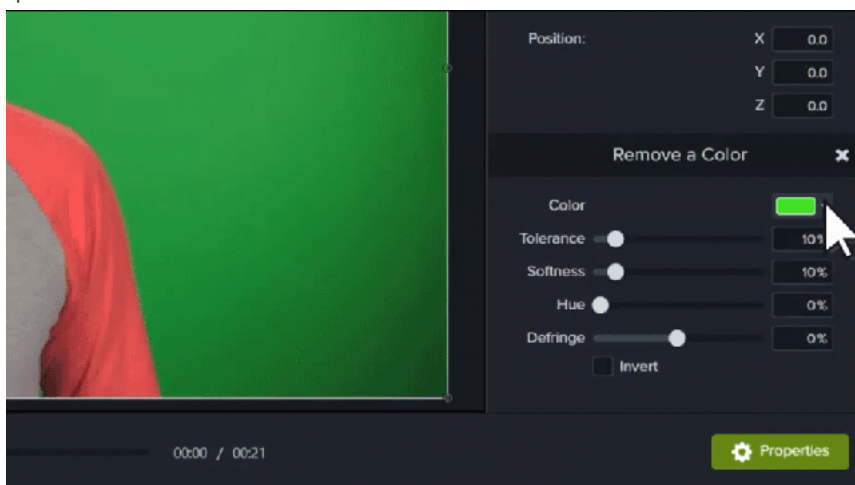 Position: X 0.0
Y 0.0
Z 0.0
Remove a Color
Color
Tolerance 10%
Softness 10%
Hue 0%
Defringe 0%
Invert
00:00 / 00:21
Properties